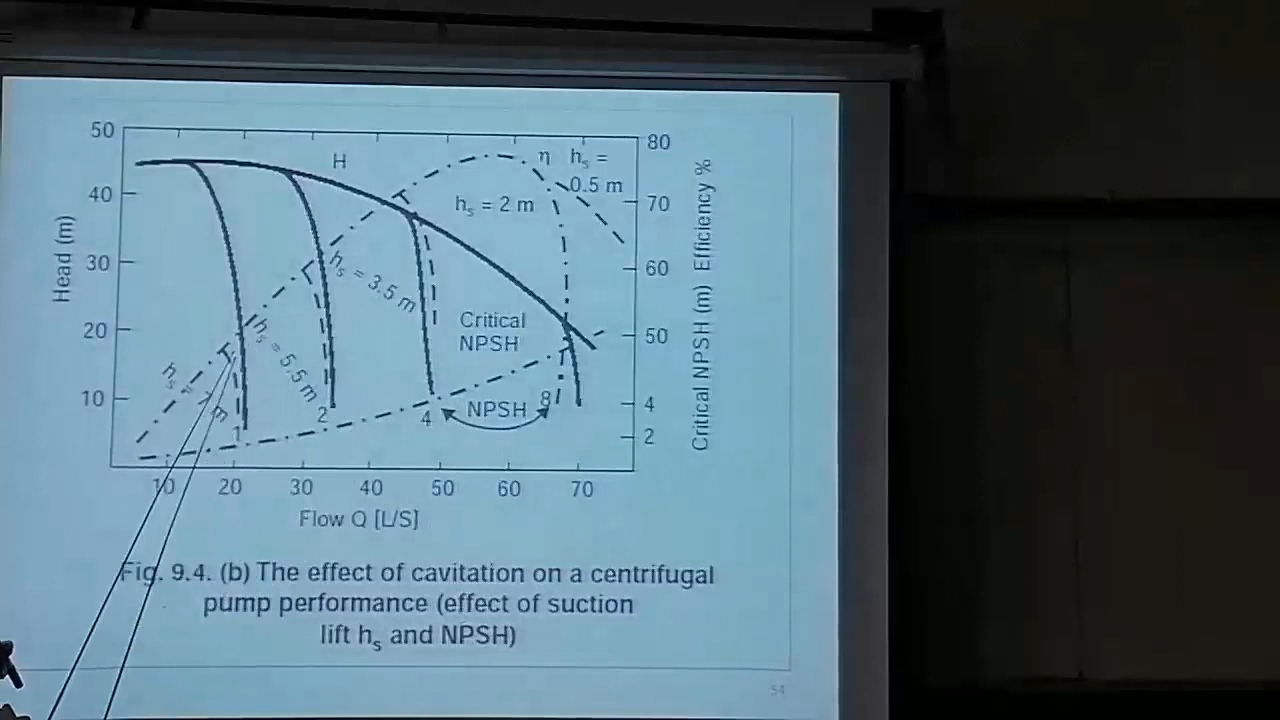 50
40
30
20
10
Head (m)
H
η
h_s =
0.5 m
h_s = 2 m
h_s = 3.5 m
h_s = 5.5 m
Critical
NPSH
NPSH
1
2
4
8
80
70
60
50
4
2
Critical NPSH (m) Efficiency %
10 20 30 40 50 60 70
Flow Q [L/S]
Fig. 9.4. (b) The effect of cavitation on a centrifugal
pump performance (effect of suction
lift h_s and NPSH)
54